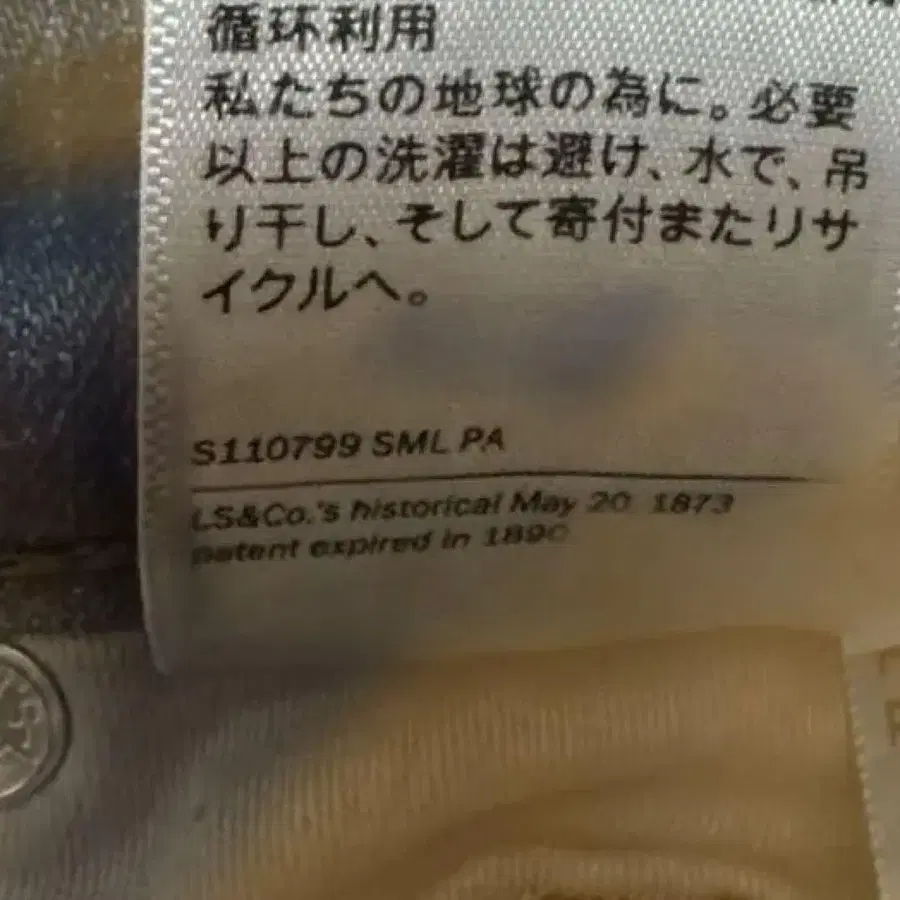 循环利用
私たちの地球の為に。必要
以上の洗濯は避け、水で、吊
り干し、そして寄付またリサ
イクルへ。
S110799 SML PA
LS&Co.'s historical May 20 1873
patent expired in 1890